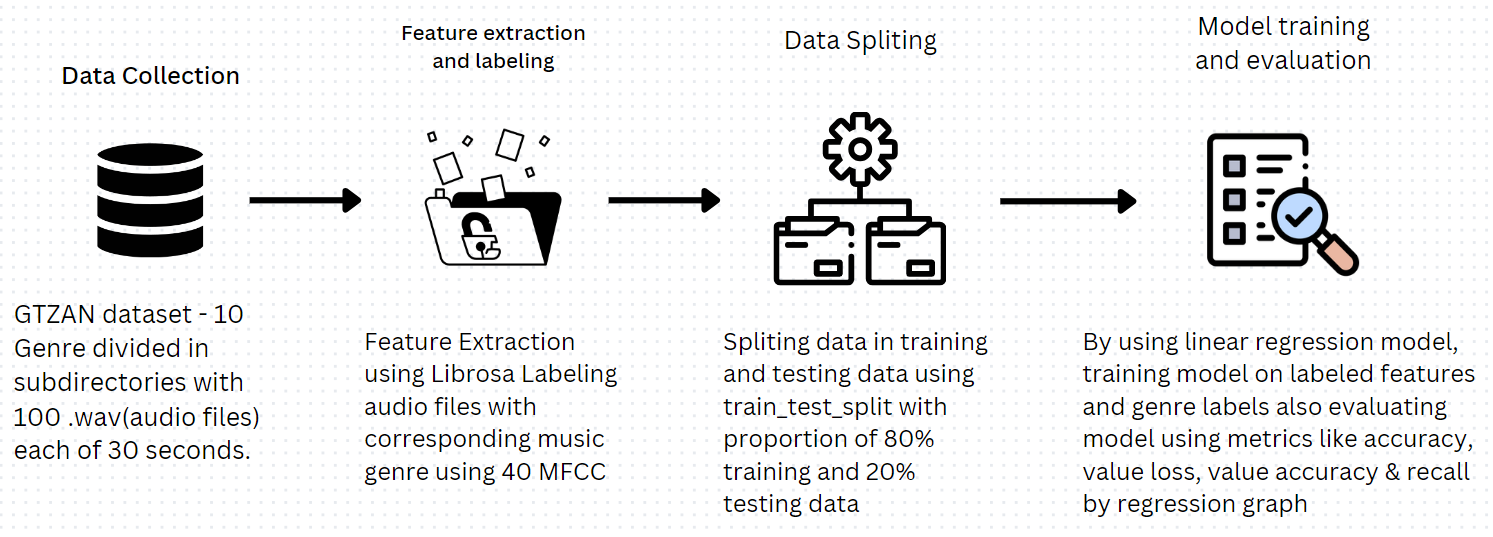 Data Collection
GTZAN dataset - 10
Genre divided in
subdirectories with
100 .wav(audio files)
each of 30 seconds.
Feature extraction
and labeling
Feature Extraction
using Librosa Labeling
audio files with
corresponding music
genre using 40 MFCC
Data Spliting
Spliting data in training
and testing data using
train_test_split with
proportion of 80%
training and 20%
testing data
Model training
and evaluation
By using linear regression model,
training model on labeled features
and genre labels also evaluating
model using metrics like accuracy,
value loss, value accuracy & recall
by regression graph